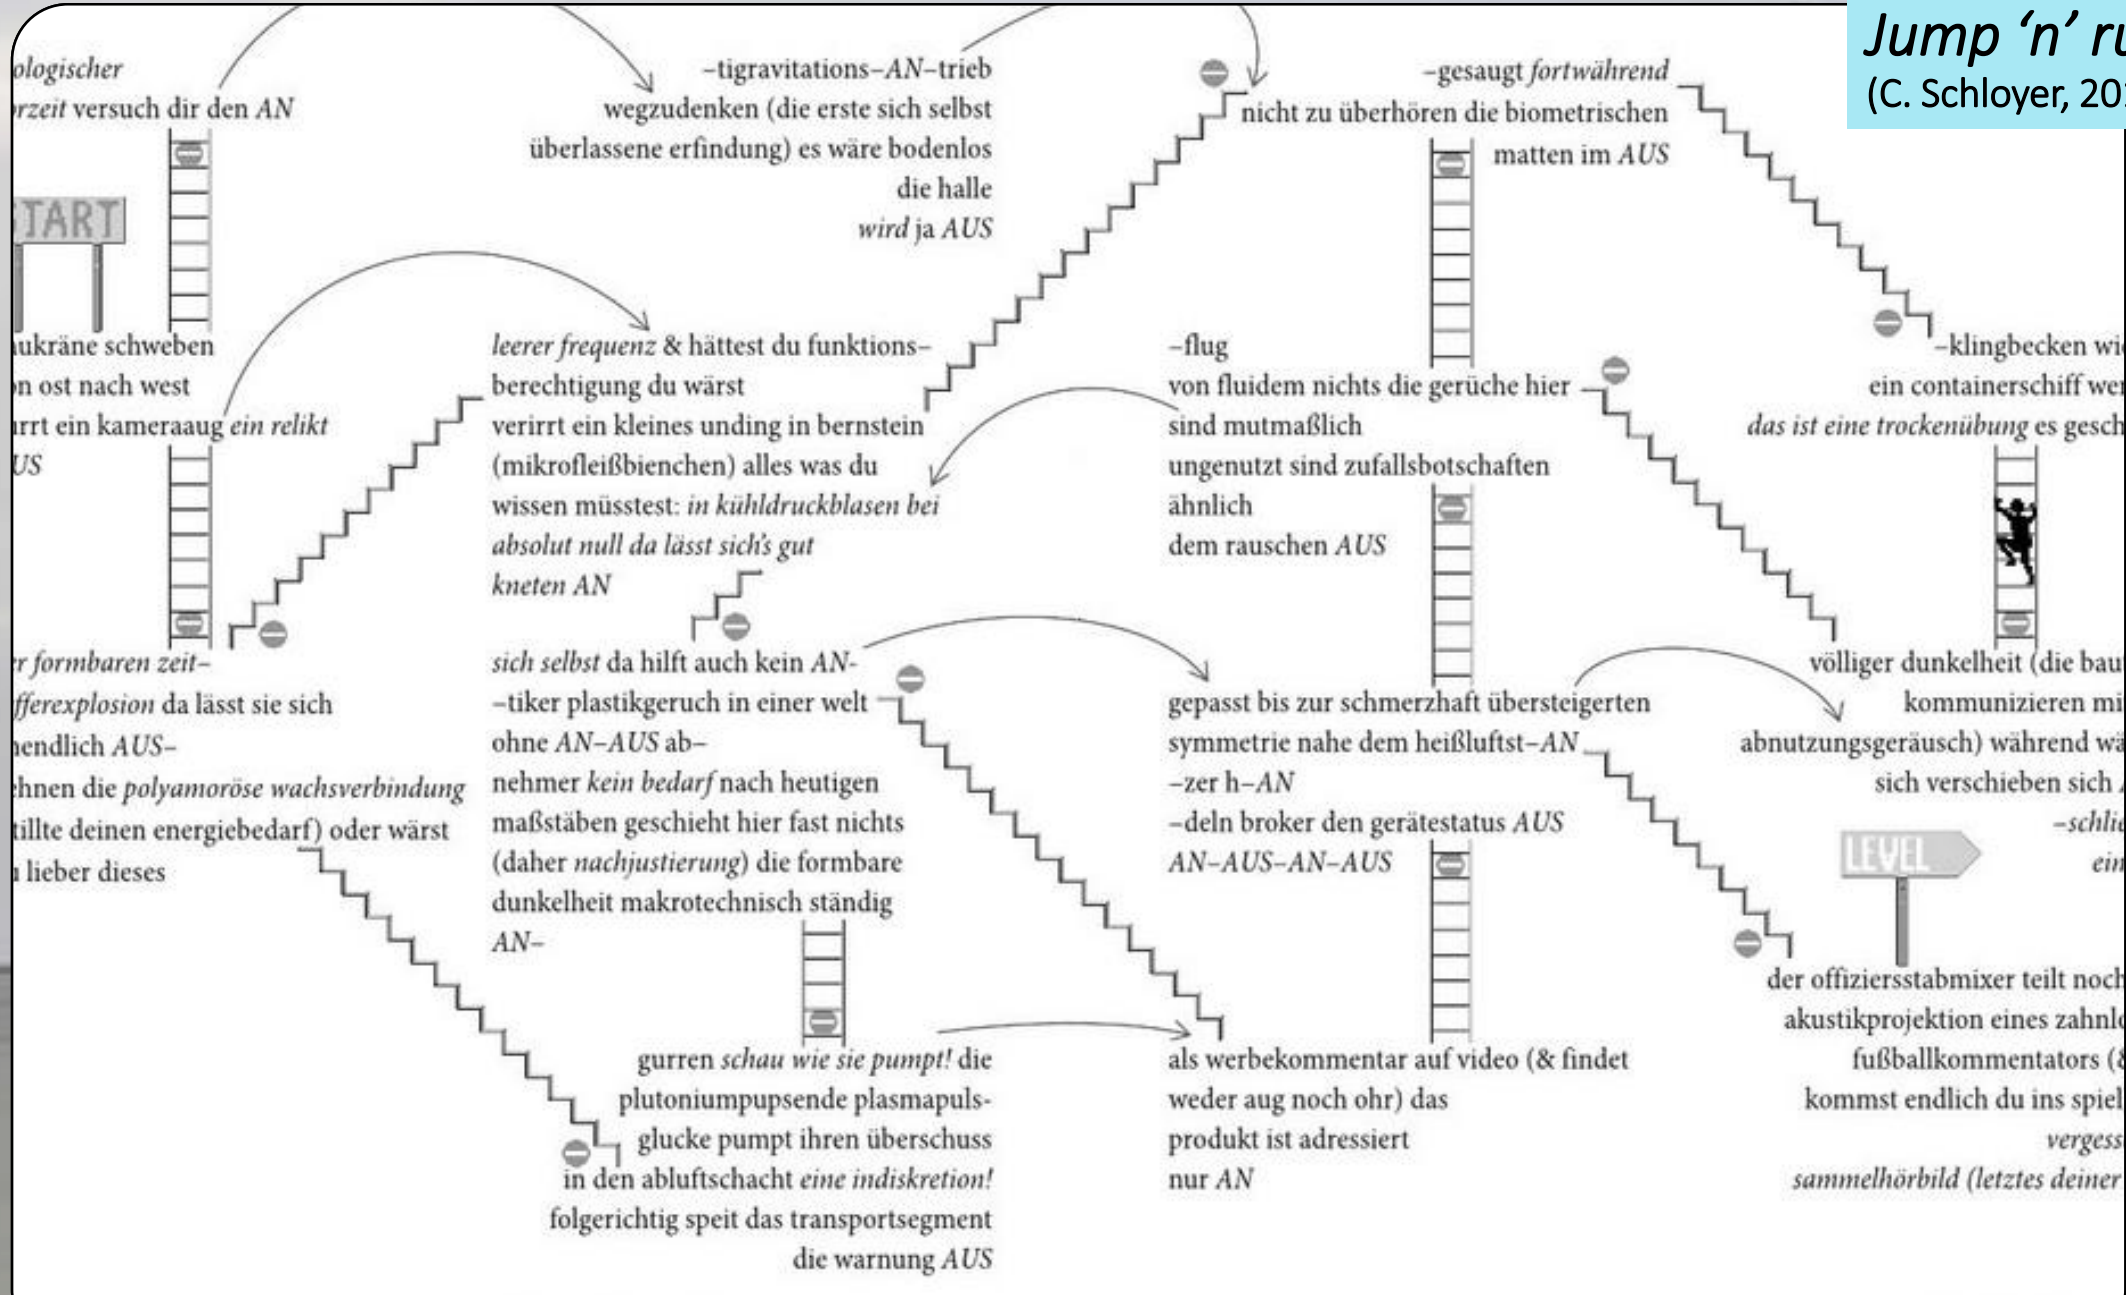 Jump ‘n’ ru
(C. Schloyer, 201
ologischer
rzeit versuch dir den AN
START
ukräne schweben
n ost nach west
rrt ein kameraaug ein relikt
US
r formbaren zeit–
fferexplosion da lässt sie sich
nendlich AUS–
ehnen die polyamoröse wachsverbindung
tillte deinen energiebedarf) oder wärst
lieber dieses
–tigravitations–AN–trieb
wegzudenken (die erste sich selbst
überlassene erfindung) es wäre bodenlos
die halle
wird ja AUS
leerer frequenz & hättest du funktions–
berechtigung du wärst
verirrt ein kleines unding in bernstein
(mikrofleißbienchen) alles was du
wissen müsstest: in kühldruckblasen bei
absolut null da lässt sich’s gut
kneten AN
sich selbst da hilft auch kein AN-
–tiker plastikgeruch in einer welt
ohne AN–AUS ab–
nehmer kein bedarf nach heutigen
maßstäben geschieht hier fast nichts
(daher nachjustierung) die formbare
dunkelheit makrotechnisch ständig
AN–
gurren schau wie sie pumpt! die
plutoniumpupsende plasmapuls-
glucke pumpt ihren überschuss
in den abluftschacht eine indiskretion!
folgerichtig speit das transportsegment
die warnung AUS
–gesaugt fortwährend
nicht zu überhören die biometrischen
matten im AUS
–flug
von fluidem nichts die gerüche hier
sind mutmaßlich
ungenutzt sind zufallsbotschaften
ähnlich
dem rauschen AUS
gepasst bis zur schmerzhaft übersteigerten
symmetrie nahe dem heißluftst–AN
–zer h–AN
–deln broker den gerätestatus AUS
AN–AUS–AN–AUS
als werbekommentar auf video (& findet
weder aug noch ohr) das
produkt ist adressiert
nur AN
–klingbecken wi
ein containerschiff wer
das ist eine trockenübung es gesch
völliger dunkelheit (die bau
kommunizieren mi
abnutzungsgeräusch) während wä
sich verschieben sich
–schlie
ein
LEVEL
der offiziersstabmixer teilt noch
akustikprojektion eines zahnlo
fußballkommentators (&
kommst endlich du ins spiel
vergess
sammelhörbild (letztes deiner